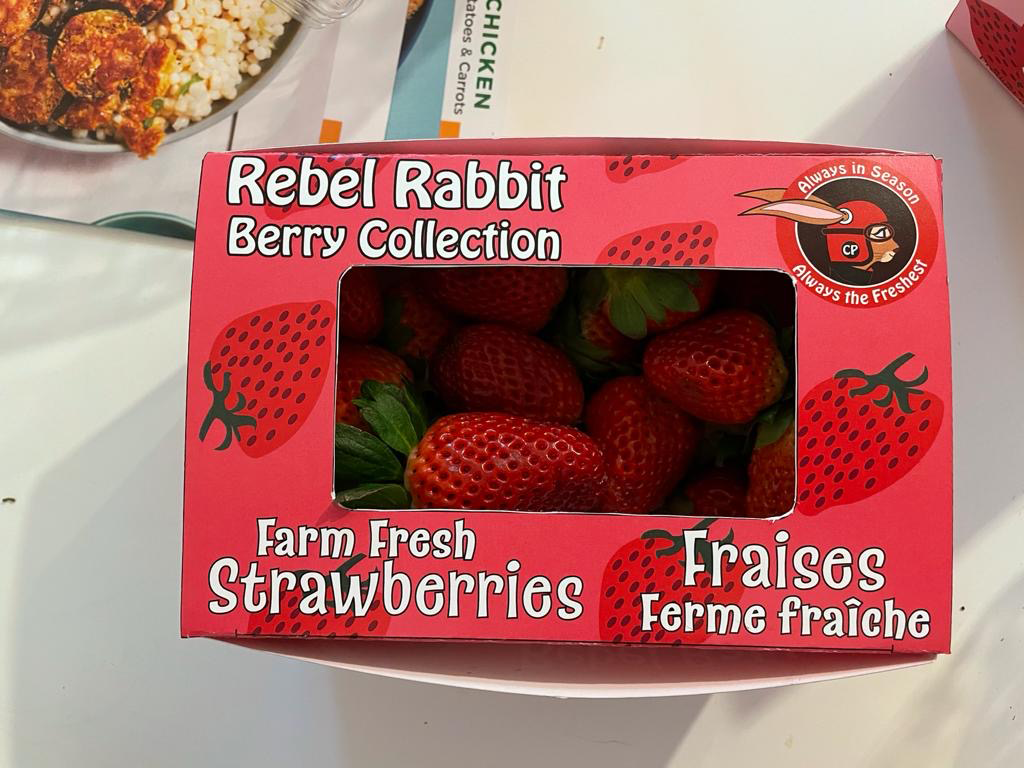 CHICKEN
atoes & Carrots
Rebel Rabbit
Berry Collection
Always in Season
CP
Always the Freshest
Farm Fresh
Strawberries
Fraises
Ferme fraîche